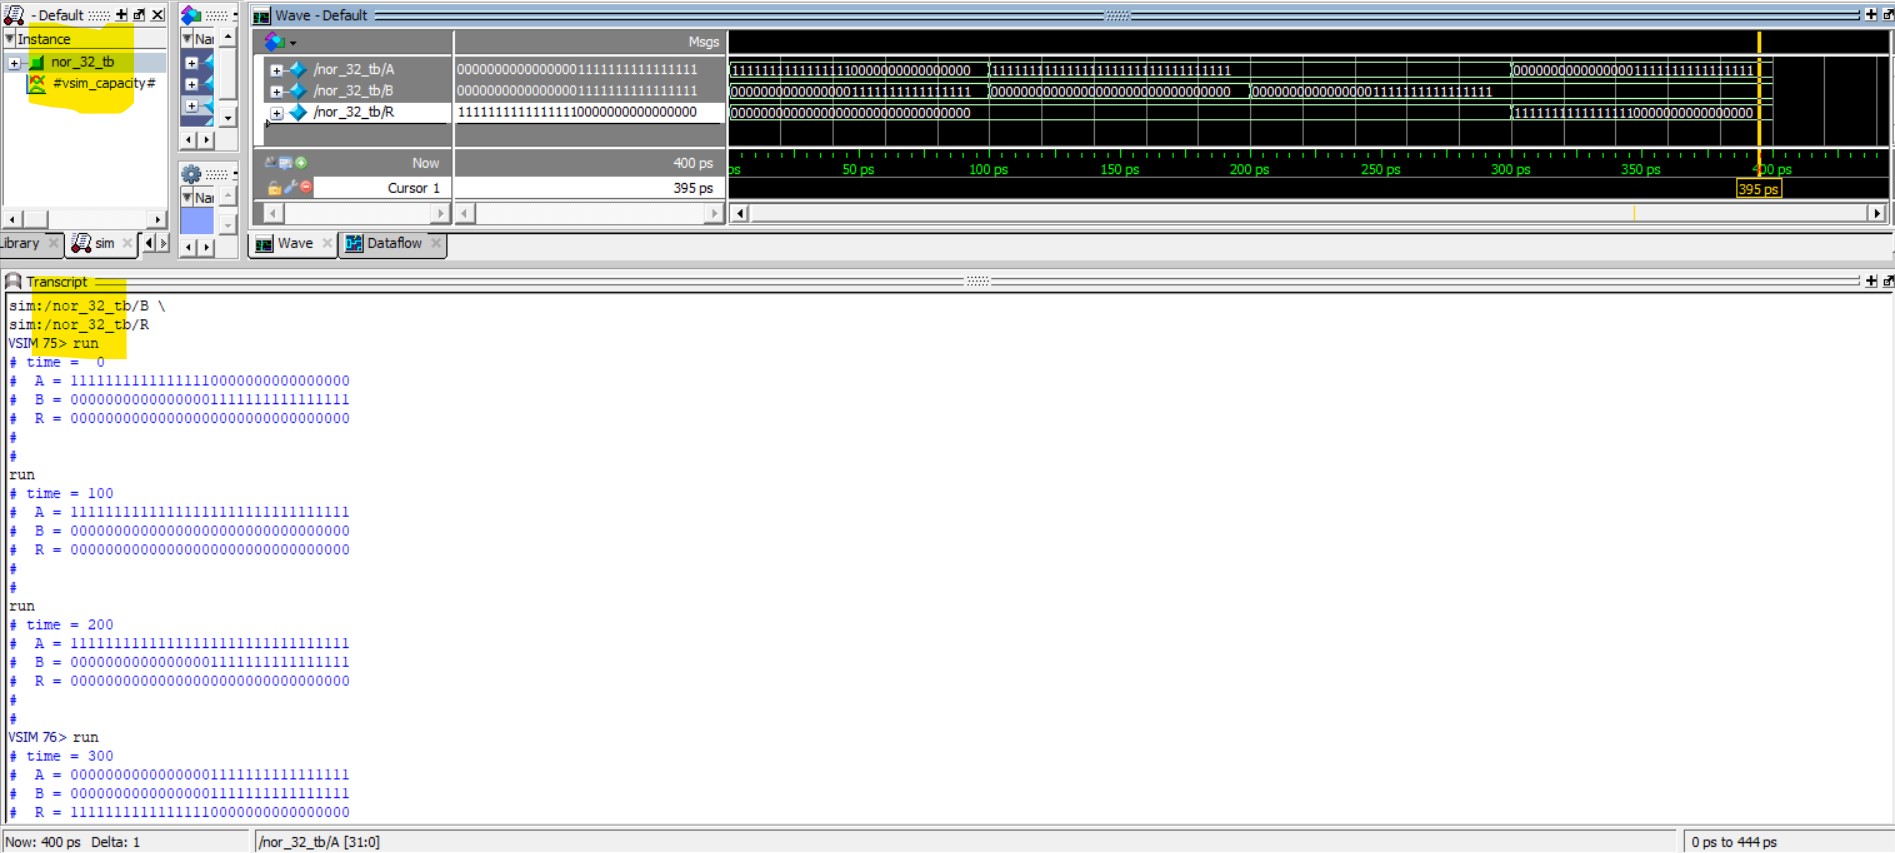 - Default
Instance
nor_32_tb
#vsim_capacity#
Library
sim
Nar
Nar
Wave - Default
Msgs
/nor_32_tb/A
00000000000000001111111111111111
11111111111111110000000000000000
11111111111111111111111111111111
00000000000000001111111111111111
/nor_32_tb/B
00000000000000001111111111111111
00000000000000001111111111111111
00000000000000000000000000000000
00000000000000001111111111111111
/nor_32_tb/R
11111111111111110000000000000000
00000000000000000000000000000000
11111111111111110000000000000000
Now
400 ps
ps
50 ps
100 ps
150 ps
200 ps
250 ps
300 ps
350 ps
400 ps
Cursor 1
395 ps
395 ps
Wave
Dataflow
Transcript
sim:/nor_32_tb/B \
sim:/nor_32_tb/R
VSIM 75> run
# time =   0
#  A = 11111111111111110000000000000000
#  B = 00000000000000001111111111111111
#  R = 00000000000000000000000000000000
#
#
run
# time = 100
#  A = 11111111111111111111111111111111
#  B = 00000000000000000000000000000000
#  R = 00000000000000000000000000000000
#
#
run
# time = 200
#  A = 11111111111111111111111111111111
#  B = 00000000000000001111111111111111
#  R = 00000000000000000000000000000000
#
#
VSIM 76> run
# time = 300
#  A = 00000000000000001111111111111111
#  B = 00000000000000001111111111111111
#  R = 11111111111111110000000000000000
Now: 400 ps  Delta: 1
/nor_32_tb/A [31:0]
0 ps to 444 ps